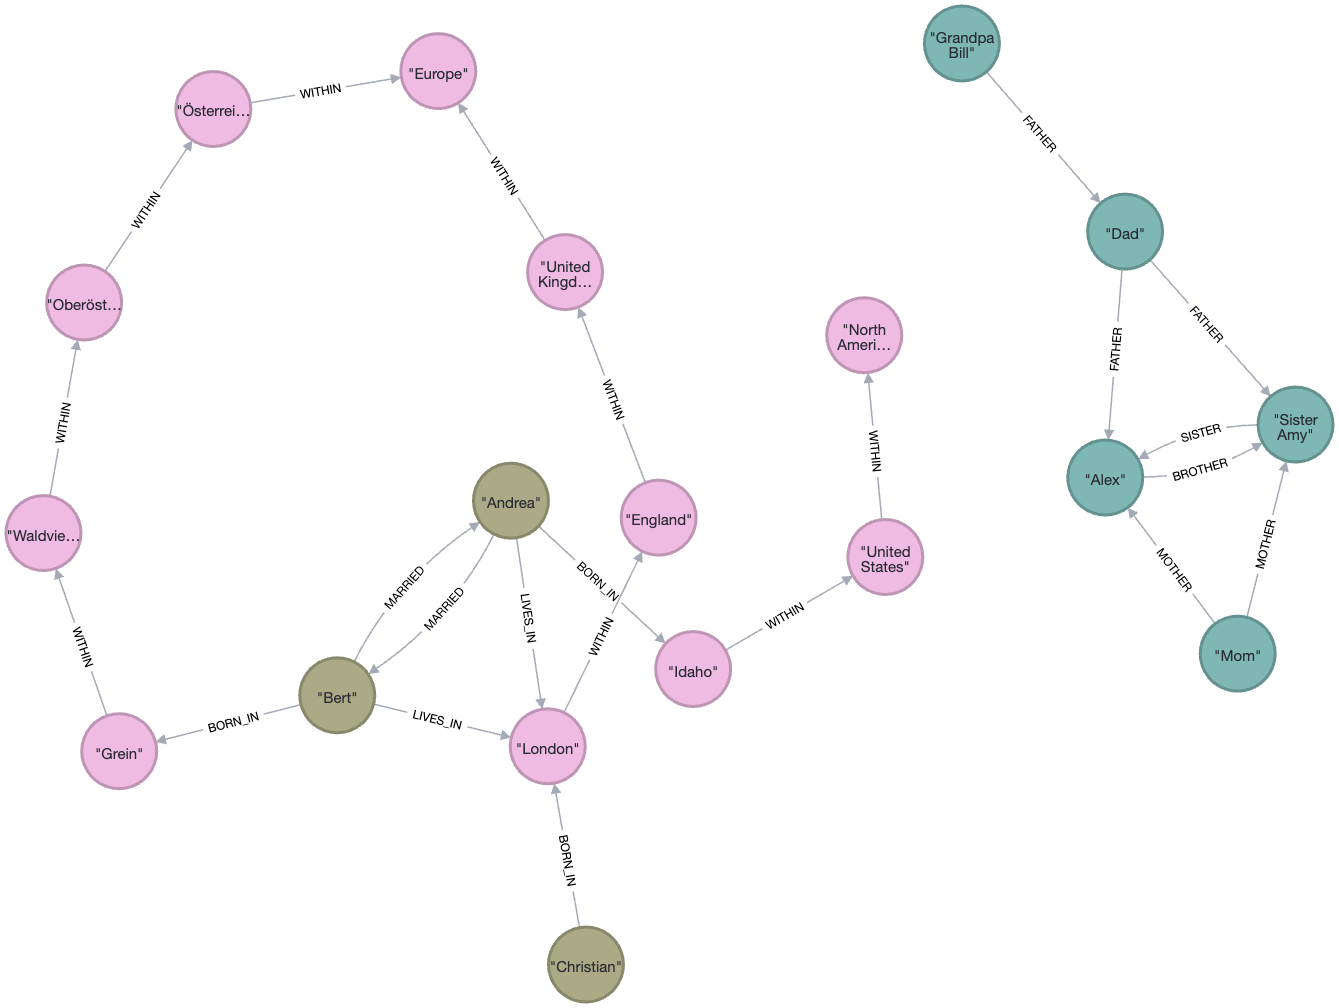 "Grandpa
Bill"
"Europe"
"Österrei…
WITHIN
FATHER
WITHIN
WITHIN
"Dad"
"United
Kingd…
"Oberöst…
FATHER
FATHER
"North
Ameri…
WITHIN
WITHIN
WITHIN
"Sister
Amy"
SISTER
BROTHER
"Alex"
"Andrea"
"England"
"Waldvie…
"United
States"
MOTHER
MOTHER
MARRIED
MARRIED
BORN_IN
LIVES_IN
WITHIN
WITHIN
WITHIN
"Mom"
"Idaho"
"Bert"
BORN_IN
LIVES_IN
"Grein"
"London"
BORN_IN
"Christian"